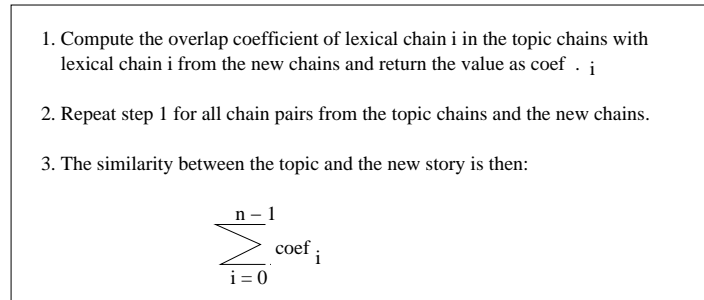 1. Compute the overlap coefficient of lexical chain i in the topic chains with
lexical chain i from the new chains and return the value as coef . i
2. Repeat step 1 for all chain pairs from the topic chains and the new chains.
3. The similarity between the topic and the new story is then:
n – 1
∑ coef i
i = 0